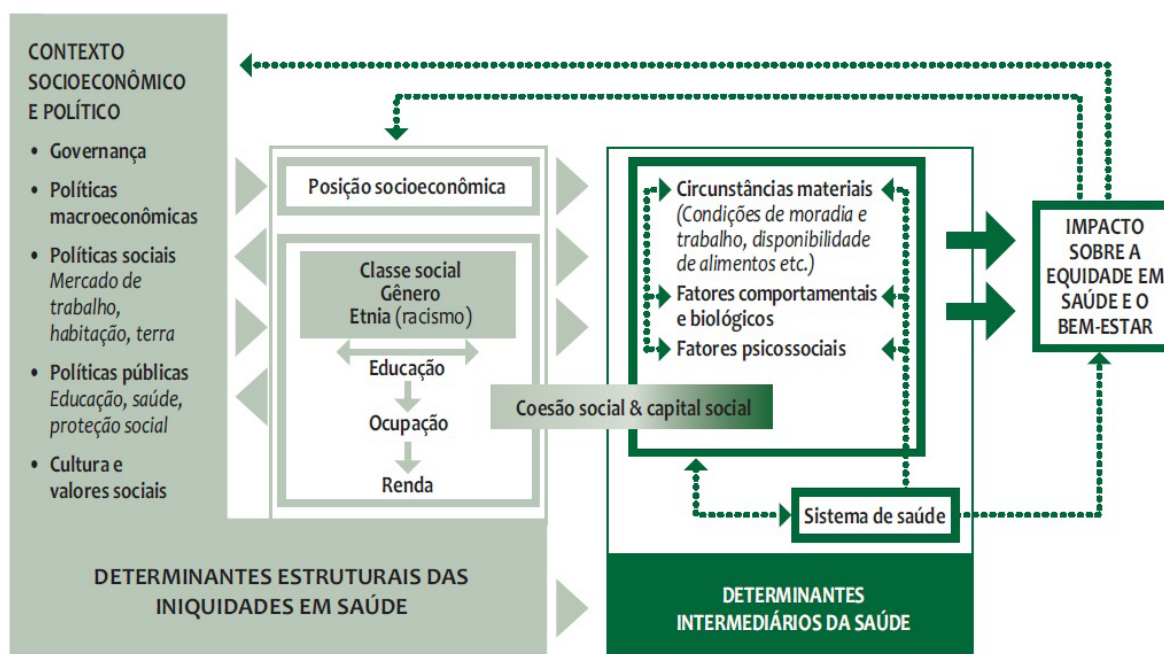 CONTEXTO
SOCIOECONÔMICO
E POLÍTICO
• Governança
• Políticas
macroeconômicas
• Políticas sociais
Mercado de
trabalho,
habitação, terra
• Políticas públicas
Educação, saúde,
proteção social
• Cultura e
valores sociais
Posição socioeconômica
Classe social
Gênero
Etnia (racismo)
Educação
Ocupação
Renda
Coesão social & capital social
Circunstâncias materiais
(Condições de moradia e
trabalho, disponibilidade
de alimentos etc.)
Fatores comportamentais
e biológicos
Fatores psicossociais
Sistema de saúde
IMPACTO
SOBRE A
EQUIDADE EM
SAÚDE E O
BEM-ESTAR
DETERMINANTES ESTRUTURAIS DAS
INIQUIDADES EM SAÚDE
DETERMINANTES
INTERMEDIÁRIOS DA SAÚDE